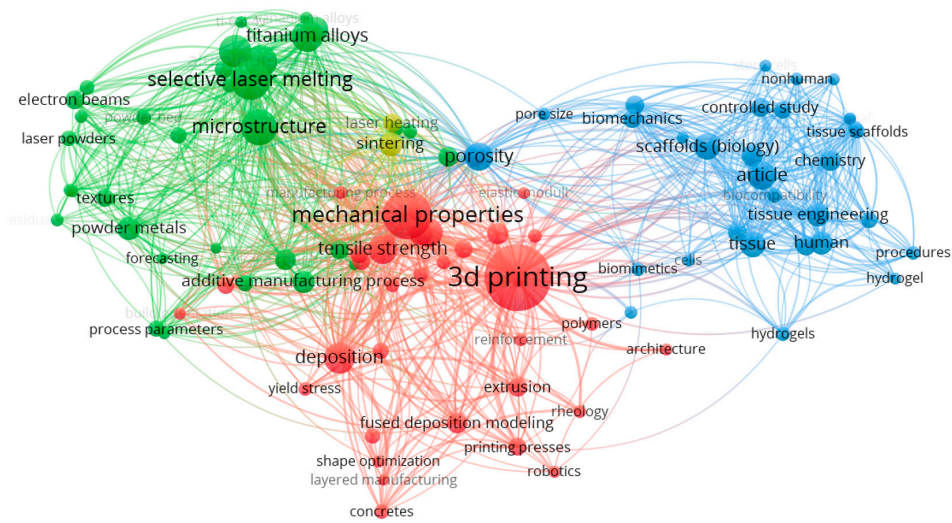 titanium alloys
selective laser melting
electron beams
powder bed
laser powders
microstructure
laser heating
sintering
porosity
pore size
biomechanics
nonhuman
controlled study
tissue scaffolds
scaffolds (biology)
chemistry
article
biocompatibility
tissue engineering
tissue
human
procedures
hydrogel
hydrogels
cells
biomimetics
textures
powder metals
forecasting
manufacturing process
elastic moduli
mechanical properties
tensile strength
3d printing
additive manufacturing process
process parameters
polymers
reinforcement
architecture
deposition
yield stress
extrusion
rheology
fused deposition modeling
printing presses
robotics
shape optimization
layered manufacturing
concretes